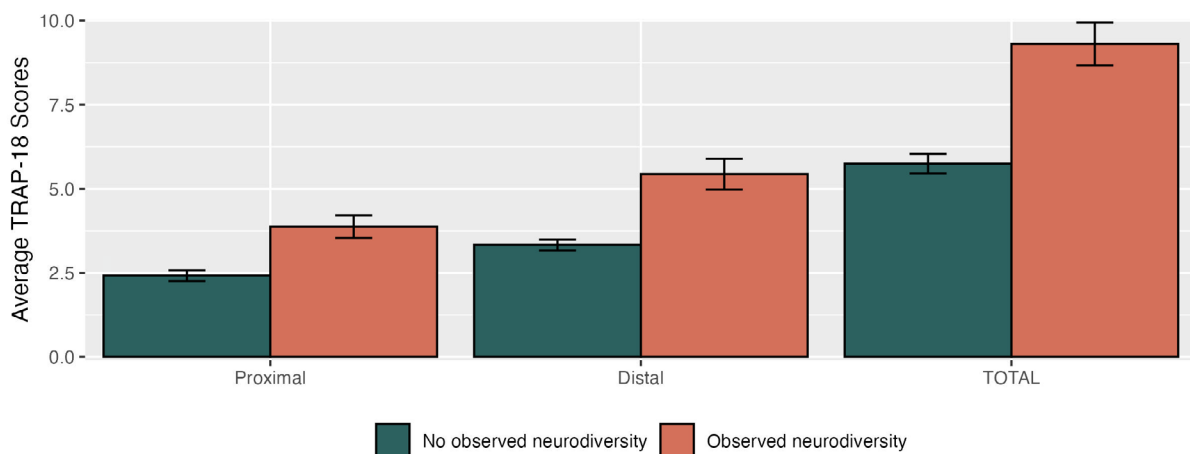 Average TRAP-18 Scores
10.0
7.5
5.0
2.5
0.0
Proximal Distal TOTAL
No observed neurodiversity Observed neurodiversity